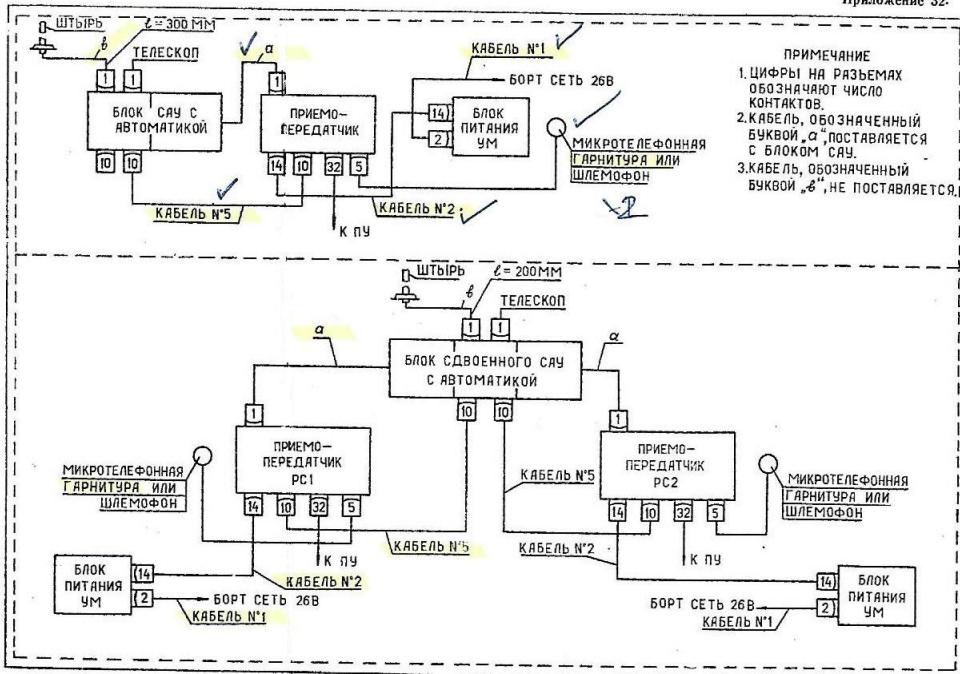 Приложение 32.
ШТЫРЬ
ℓ = 300 ММ
в
ТЕЛЕСКОП
а
1
1
1
БЛОК САУ С
АВТОМАТИКОЙ
10
10
ПРИЕМО-
ПЕРЕДАТЧИК
14
10
32
5
КАБЕЛЬ №1
БОРТ СЕТЬ 26В
14
2
БЛОК
ПИТАНИЯ
УМ
МИКРОТЕЛЕФОННАЯ
ГАРНИТУРА ИЛИ
ШЛЕМОФОН
КАБЕЛЬ №5
КАБЕЛЬ №2
К ПУ
ПРИМЕЧАНИЕ
1. ЦИФРЫ НА РАЗЪЕМАХ
ОБОЗНАЧАЮТ ЧИСЛО
КОНТАКТОВ.
2. КАБЕЛЬ, ОБОЗНАЧЕННЫЙ
БУКВОЙ „а“, ПОСТАВЛЯЕТСЯ
С БЛОКОМ САУ.
3. КАБЕЛЬ, ОБОЗНАЧЕННЫЙ
БУКВОЙ „в“, НЕ ПОСТАВЛЯЕТСЯ.
ШТЫРЬ
ℓ = 200 ММ
в
ТЕЛЕСКОП
1
1
а
БЛОК СДВОЕННОГО САУ
С АВТОМАТИКОЙ
а
10
10
1
ПРИЕМО-
ПЕРЕДАТЧИК
РС1
14
10
32
5
МИКРОТЕЛЕФОННАЯ
ГАРНИТУРА ИЛИ
ШЛЕМОФОН
К ПУ
КАБЕЛЬ №5
КАБЕЛЬ №2
БЛОК
ПИТАНИЯ
УМ
14
2
БОРТ СЕТЬ 26В
КАБЕЛЬ №1
1
ПРИЕМО-
ПЕРЕДАТЧИК
РС2
14
10
32
5
КАБЕЛЬ №5
МИКРОТЕЛЕФОННАЯ
ГАРНИТУРА ИЛИ
ШЛЕМОФОН
К ПУ
КАБЕЛЬ №2
БОРТ СЕТЬ 26В
КАБЕЛЬ №1
14
2
БЛОК
ПИТАНИЯ
УМ